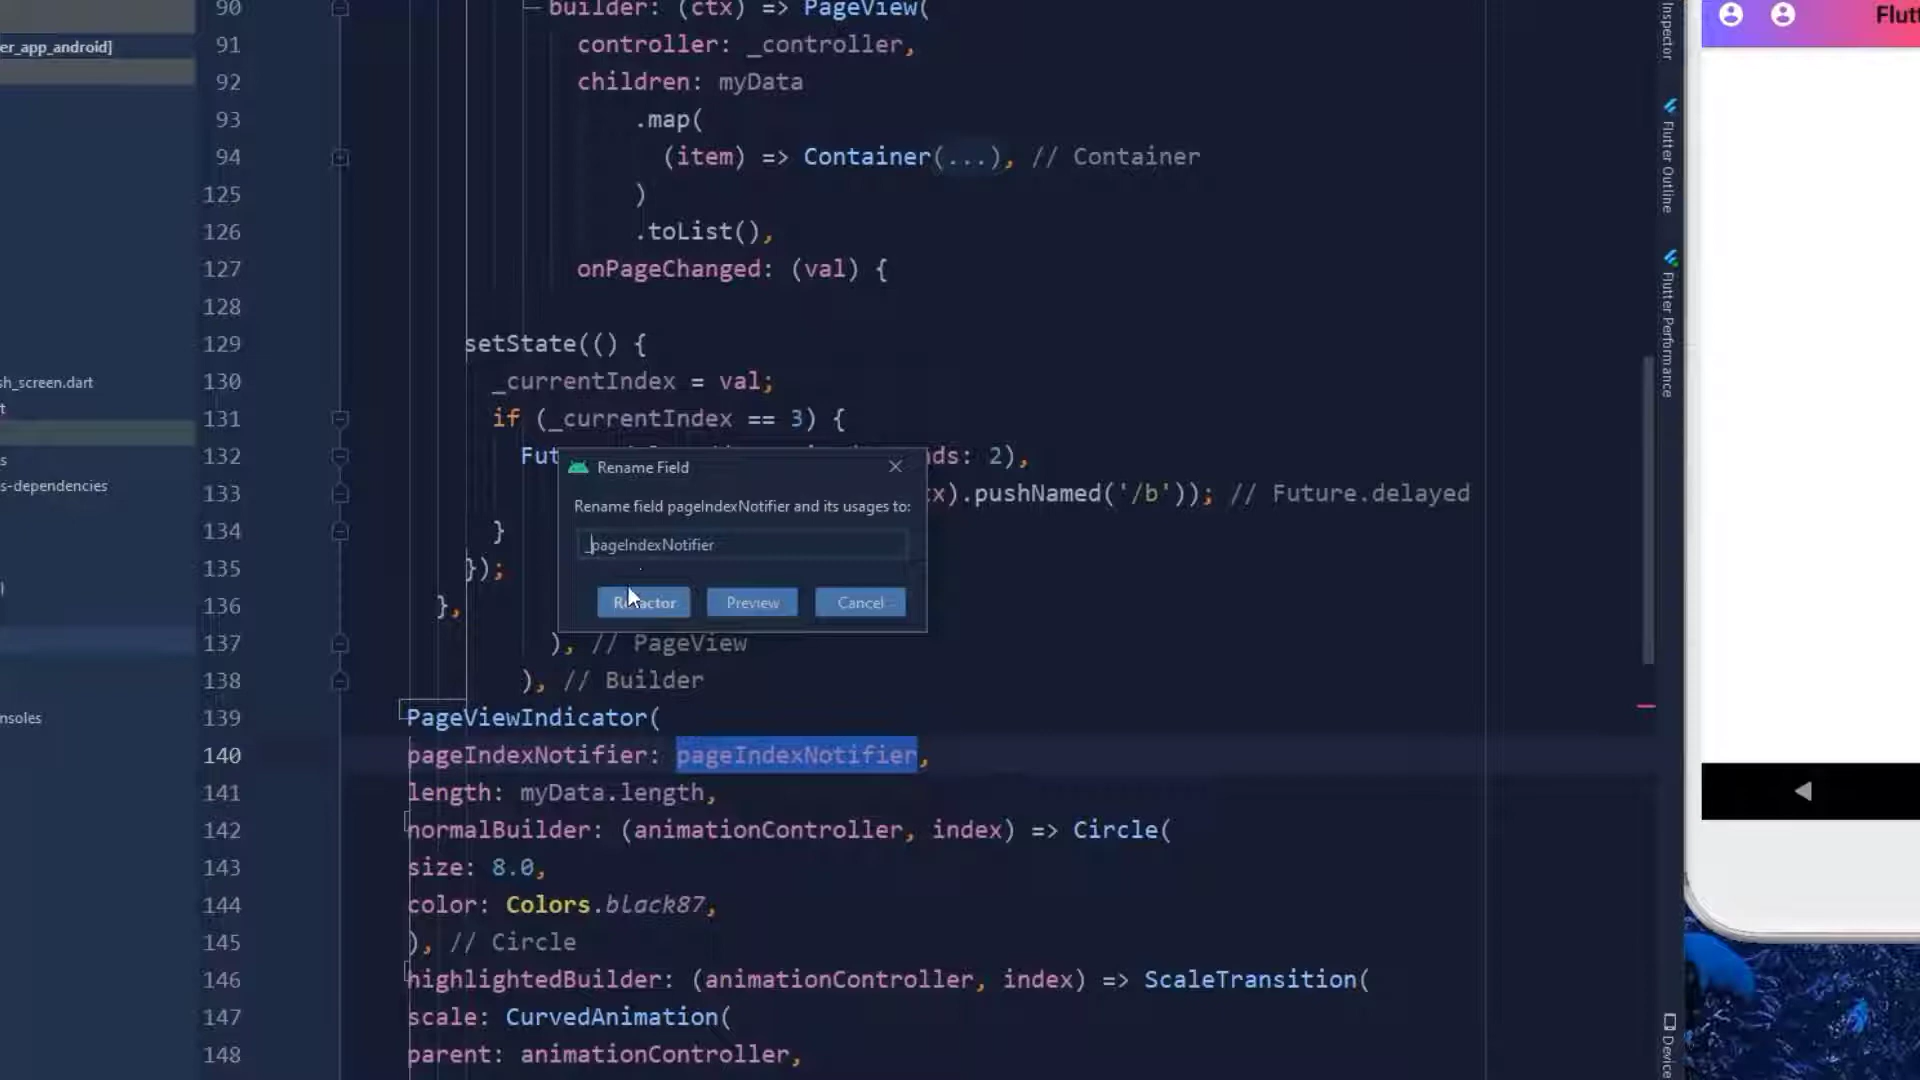 90 builder: (ctx) => PageView(
91 controller: _controller,
92 children: myData
93 .map(
94 (item) => Container(...), // Container
125 )
126 .toList(),
127 onPageChanged: (val) {
128
129 setState(() {
130 _currentIndex = val;
131 if (_currentIndex == 3) {
132 Fut nds: 2),
133 tx).pushNamed('/b')); // Future.delayed
134 }
135 });
136 },
137 ), // PageView
138 ), // Builder
139 PageViewIndicator(
140 pageIndexNotifier: pageIndexNotifier,
141 length: myData.length,
142 normalBuilder: (animationController, index) => Circle(
143 size: 8.0,
144 color: Colors.black87,
145 ), // Circle
146 highlightedBuilder: (animationController, index) => ScaleTransition(
147 scale: CurvedAnimation(
148 parent: animationController,
er_app_android]
sh_screen.dart
t
s
s-dependencies
)
nsoles
Rename Field
Rename field pageIndexNotifier and its usages to:
_pageIndexNotifier
Refactor
Preview
Cancel
Inspector
Flutter Outline
Flutter Performance
Device
Flutt